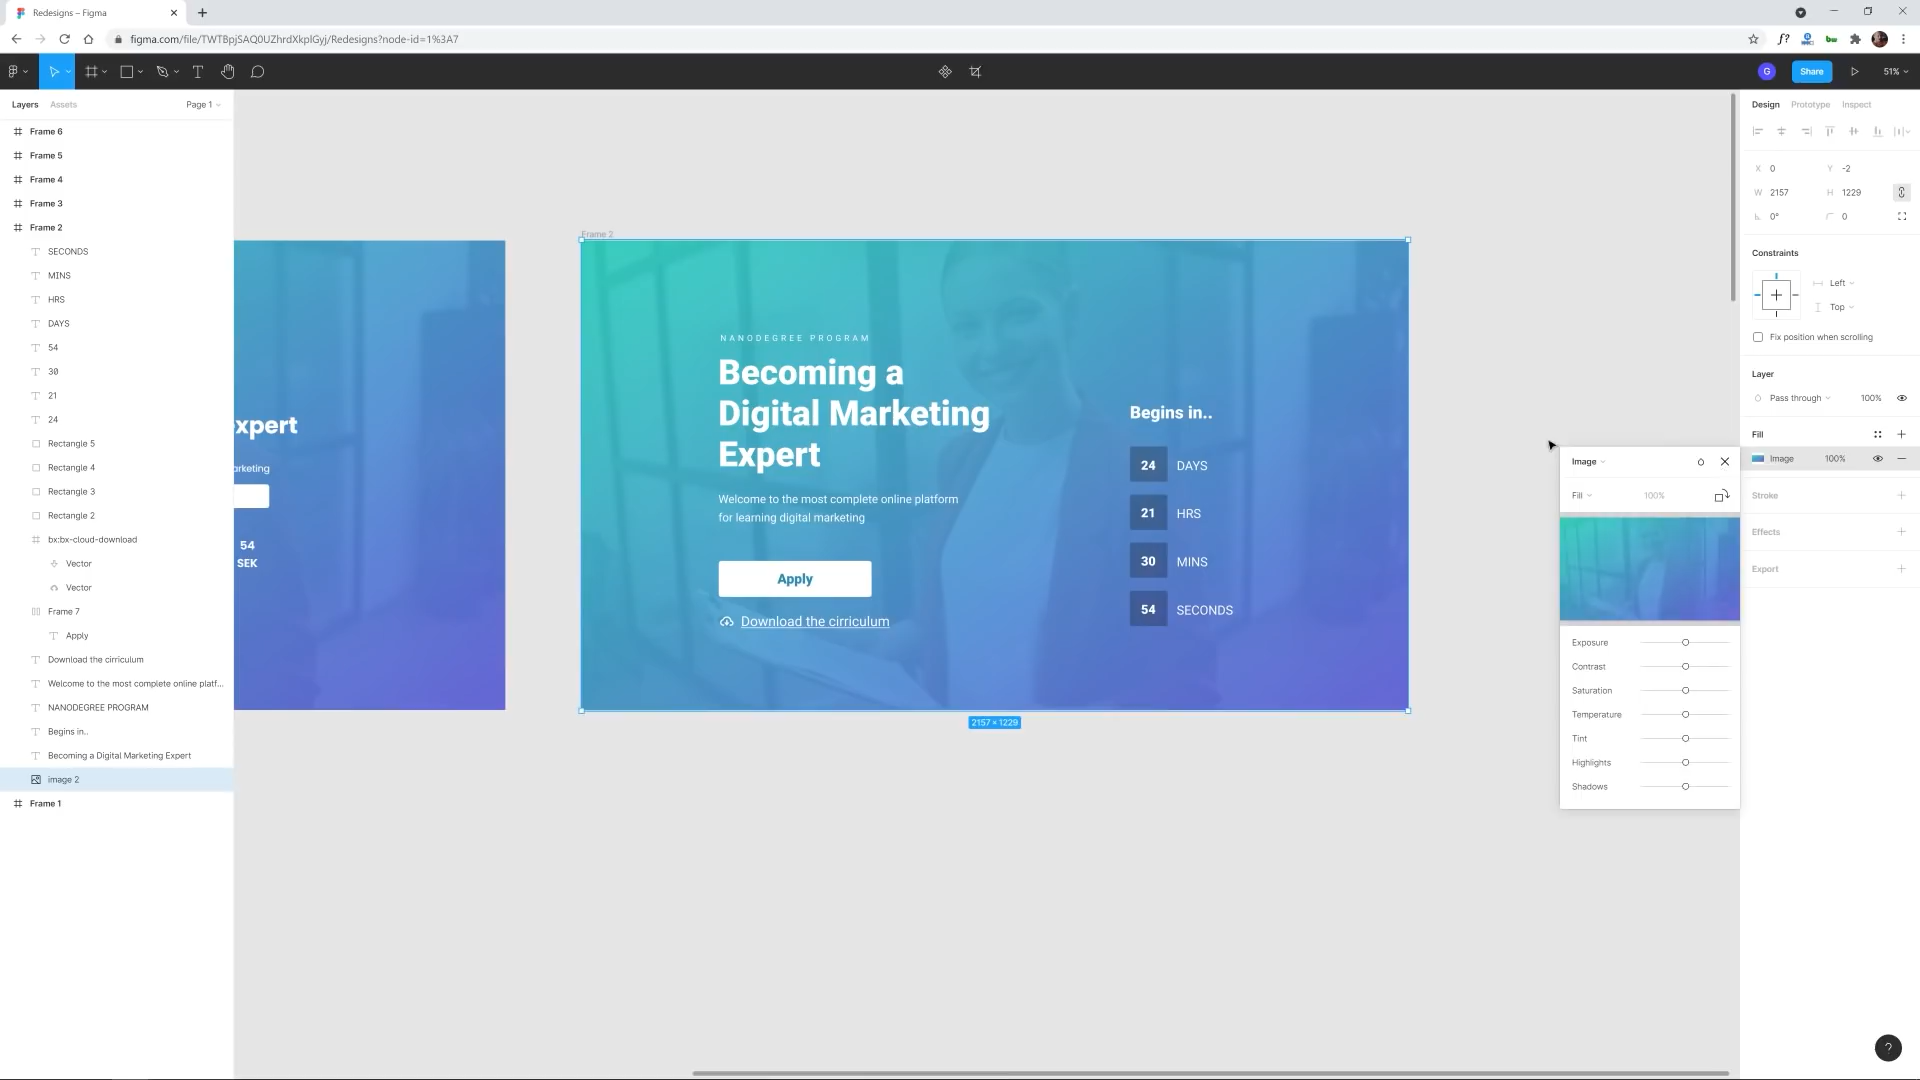 Redesigns – Figma
figma.com/file/TWTBpjSAQ0UZhrdXkplGyj/Redesigns?node-id=1%3A7
G
Share
51%
Layers
Assets
Page 1
Frame 6
Frame 5
Frame 4
Frame 3
Frame 2
SECONDS
MINS
HRS
DAYS
54
30
21
24
Rectangle 5
Rectangle 4
Rectangle 3
Rectangle 2
bx:bx-cloud-download
Vector
Vector
Frame 7
Apply
Download the cirriculum
Welcome to the most complete online platf...
NANODEGREE PROGRAM
Begins in..
Becoming a Digital Marketing Expert
image 2
Frame 1
xpert
arketing
54
SEK
Frame 2
NANODEGREE PROGRAM
Becoming a
Digital Marketing
Expert
Welcome to the most complete online platform
for learning digital marketing
Apply
Download the cirriculum
Begins in..
24 DAYS
21 HRS
30 MINS
54 SECONDS
2157 × 1229
Image
Fill
100%
Exposure
Contrast
Saturation
Temperature
Tint
Highlights
Shadows
Design
Prototype
Inspect
X 0
Y -2
W 2157
H 1229
0°
0
Constraints
Left
Top
Fix position when scrolling
Layer
Pass through
100%
Fill
Image
100%
Stroke
Effects
Export
?